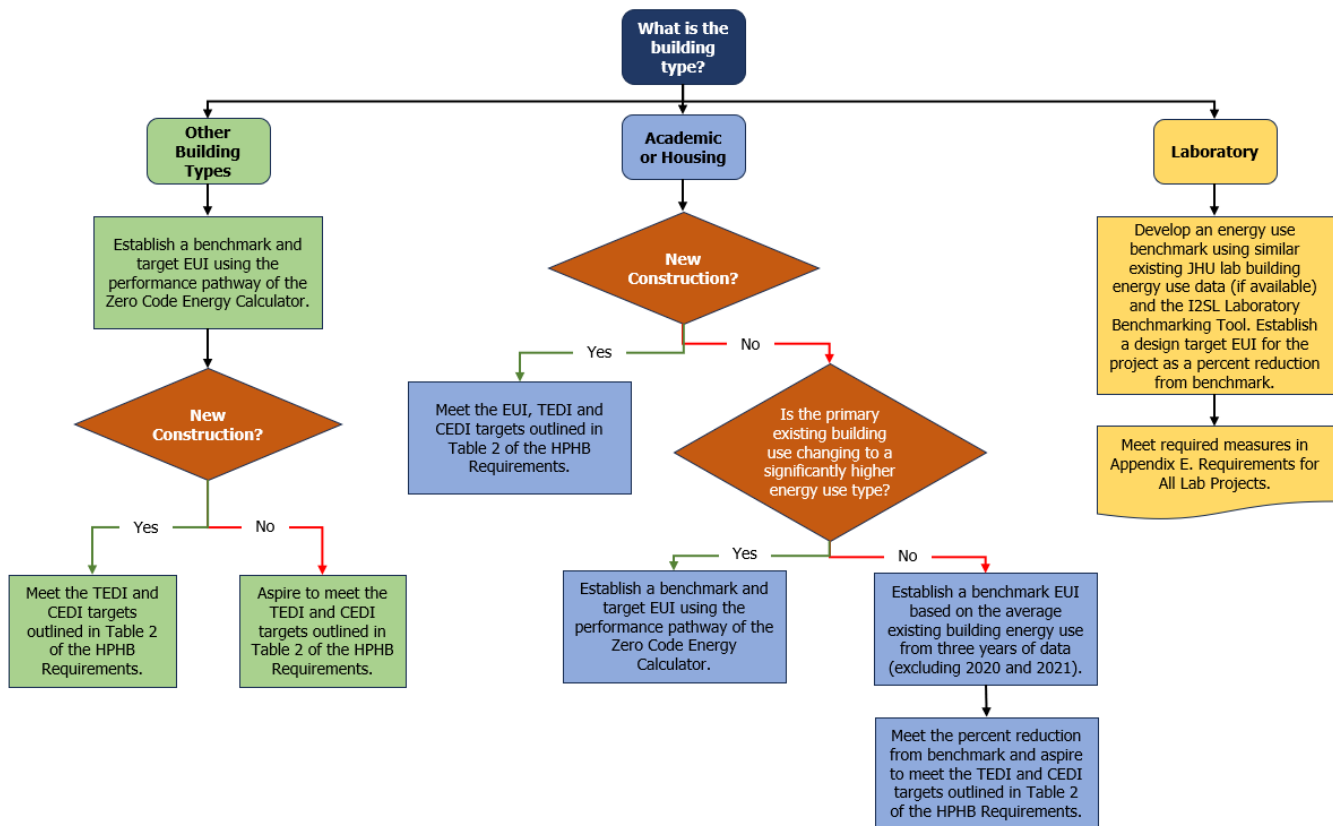 What is the
building
type?
Other
Building
Types
Academic
or Housing
Laboratory
Establish a benchmark and
target EUI using the
performance pathway of the
Zero Code Energy Calculator.
New
Construction?
Yes
No
Meet the TEDI and
CEDI targets
outlined in Table 2
of the HPHB
Requirements.
Aspire to meet the
TEDI and CEDI
targets outlined in
Table 2 of the HPHB
Requirements.
New
Construction?
Yes
No
Meet the EUI, TEDI and
CEDI targets outlined in
Table 2 of the HPHB
Requirements.
Is the primary
existing building
use changing to a
significantly higher
energy use type?
Yes
No
Establish a benchmark and
target EUI using the
performance pathway of the
Zero Code Energy
Calculator.
Establish a benchmark EUI
based on the average
existing building energy use
from three years of data
(excluding 2020 and 2021).
Meet the percent reduction
from benchmark and aspire
to meet the TEDI and CEDI
targets outlined in Table 2
of the HPHB Requirements.
Develop an energy use
benchmark using similar
existing JHU lab building
energy use data (if available)
and the I2SL Laboratory
Benchmarking Tool. Establish
a design target EUI for the
project as a percent reduction
from benchmark.
Meet required measures in
Appendix E. Requirements for
All Lab Projects.